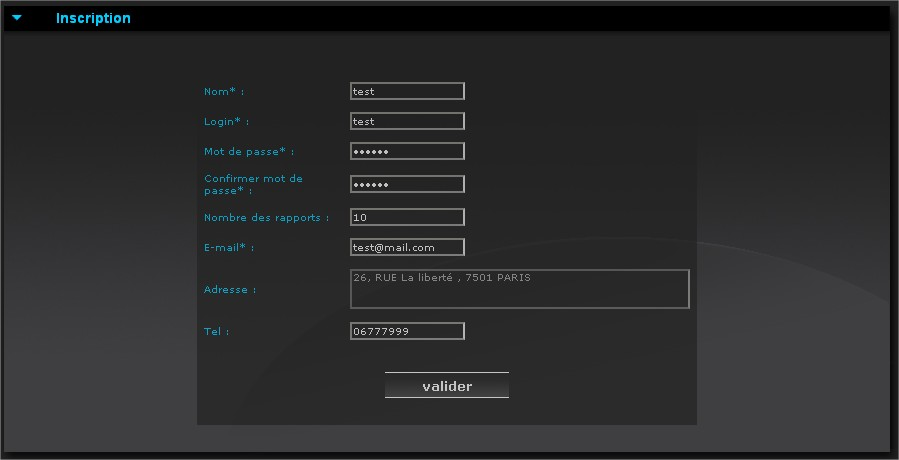 Inscription
Nom* : test
Login* : test
Mot de passe* : ••••••
Confirmer mot de
passe* : ••••••
Nombre des rapports : 10
E-mail* : test@mail.com
Adresse : 26, RUE La liberté , 7501 PARIS
Tel : 06777999
valider